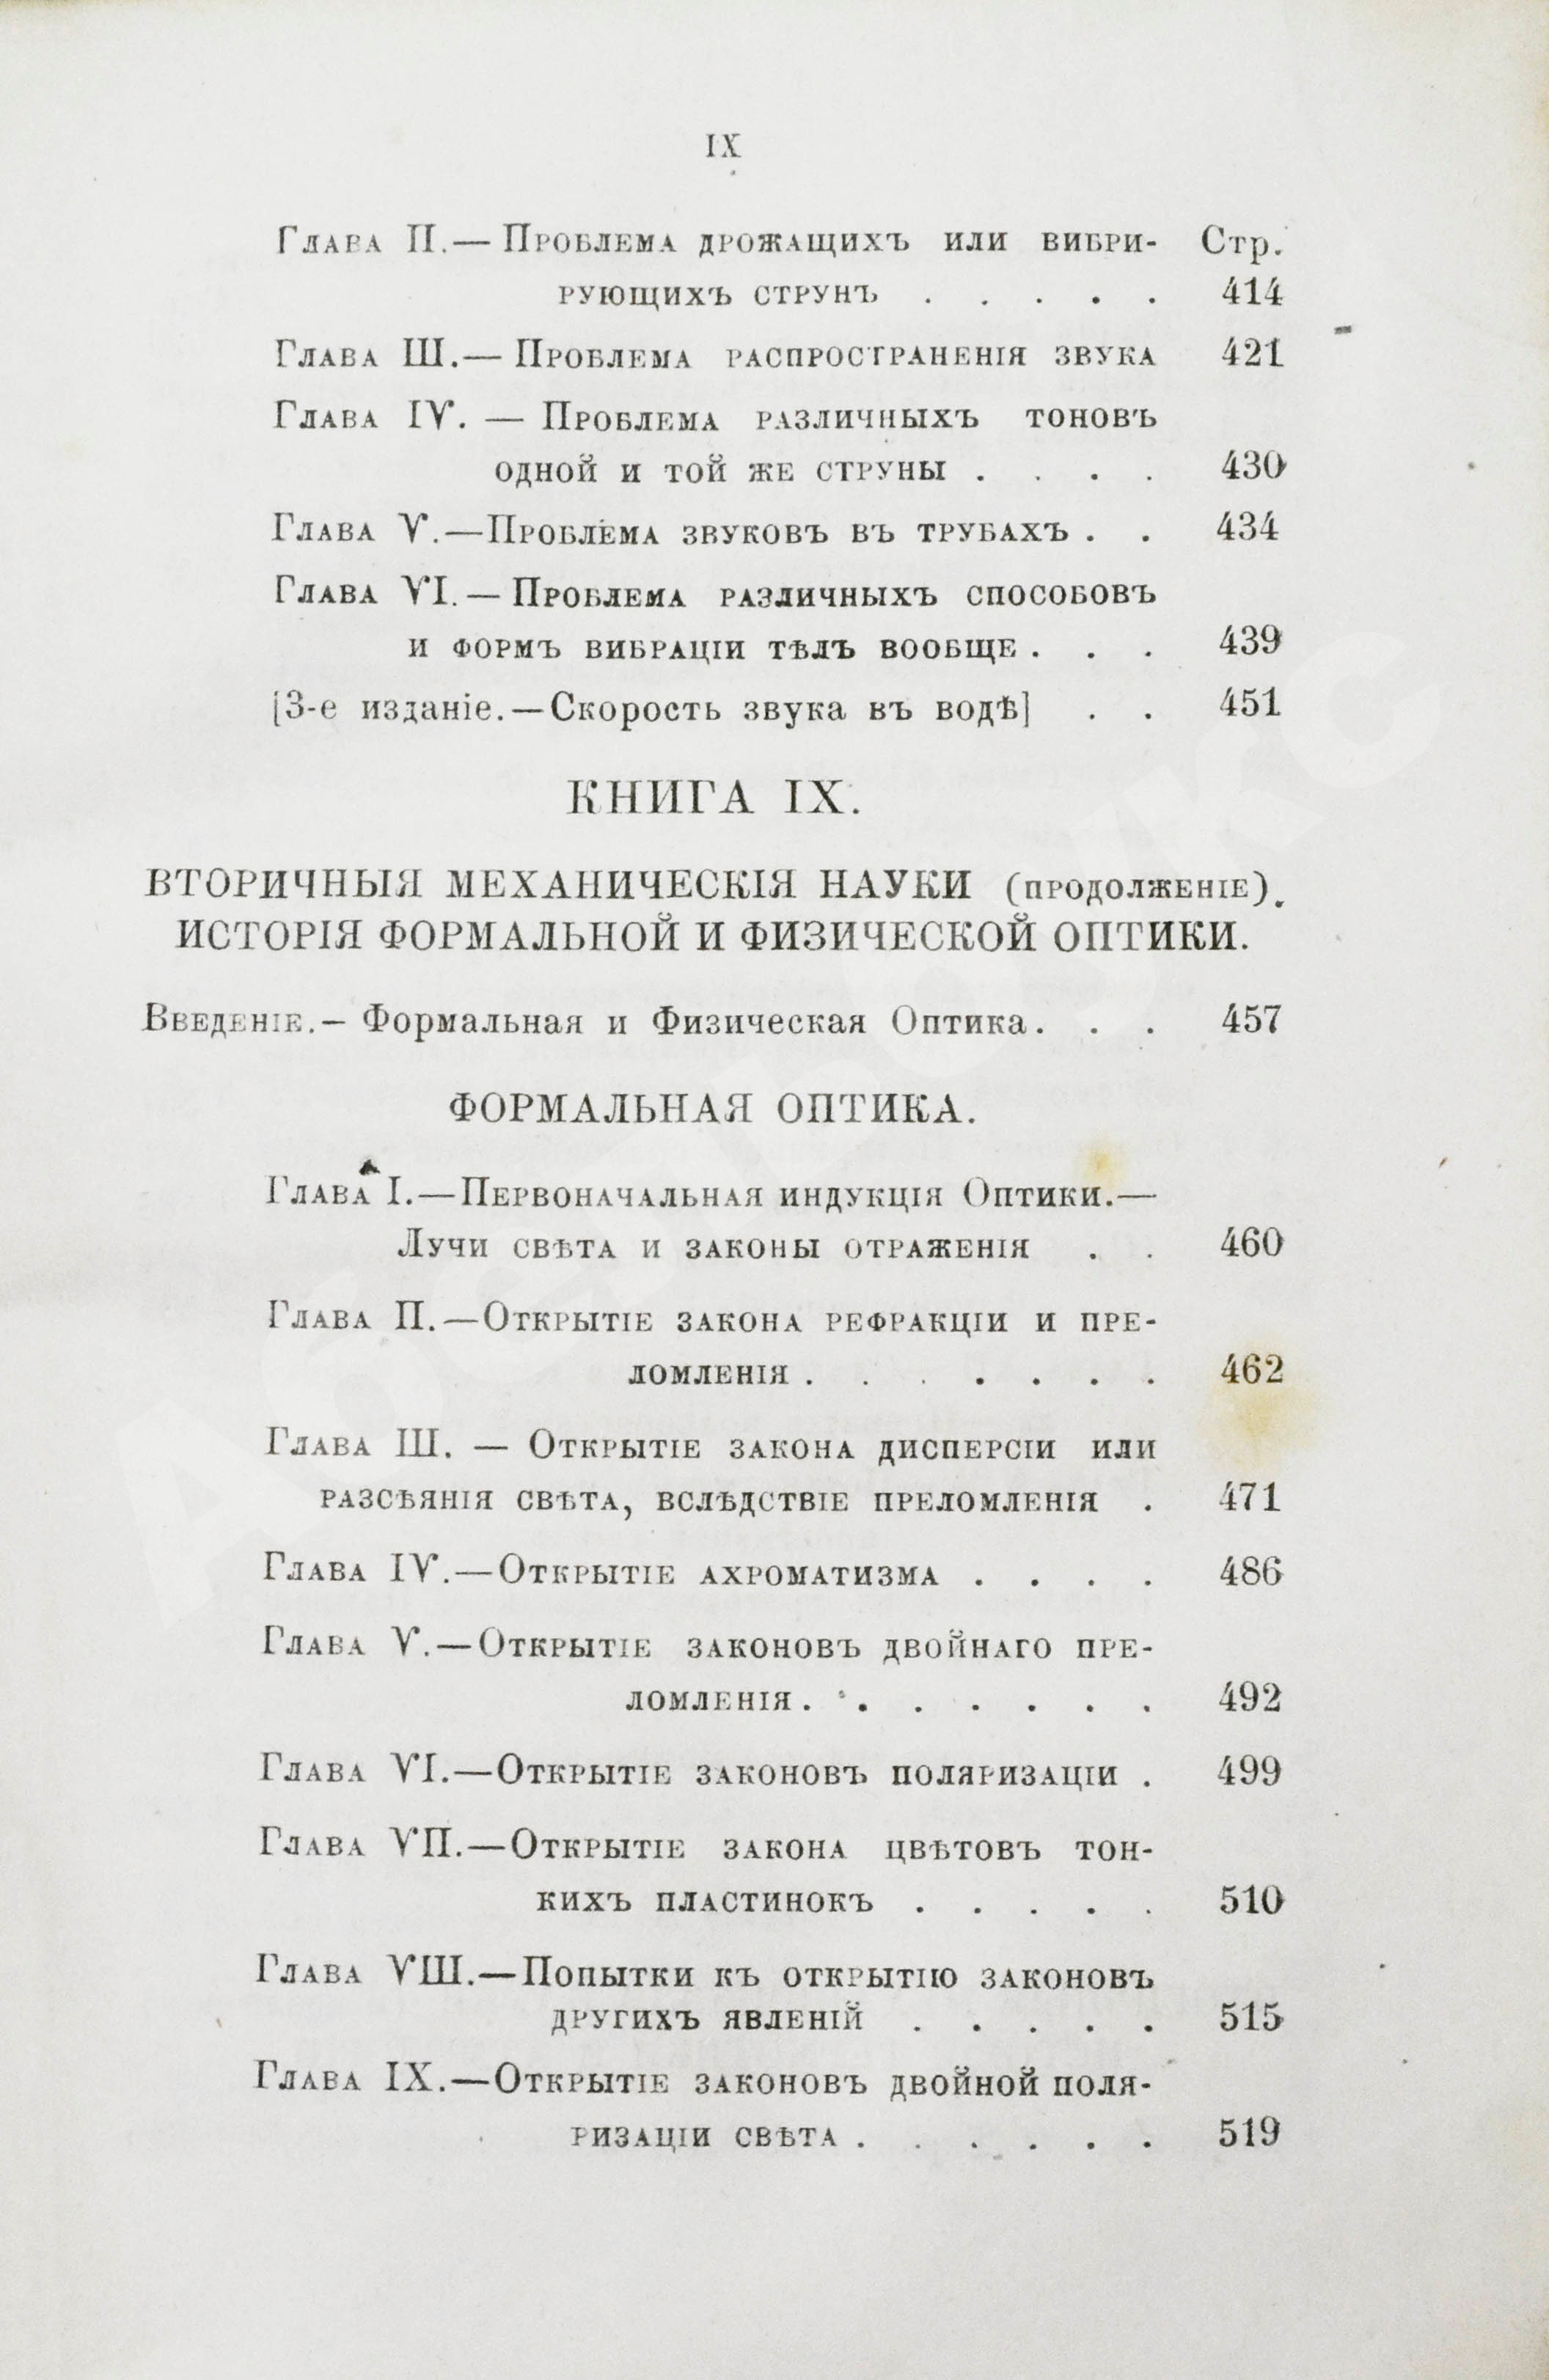 IX
Глава II.— Проблема дрожащихъ или вибри- Стр.
рующихъ струнъ . . . . . 414
Глава III.— Проблема распространенія звука 421
Глава IV. — Проблема различныхъ тоновъ
одной и той же струны . . . . 430
Глава V.—Проблема звуковъ въ трубахъ . . 434
Глава VI.— Проблема различныхъ способовъ
и формъ вибраціи тѣлъ вообще . . . 439
[3-е изданіе.—Скорость звука въ водѣ] . . 451
КНИГА IX.
ВТОРИЧНЫЯ МЕХАНИЧЕСКІЯ НАУКИ (продолженіе).
ИСТОРІЯ ФОРМАЛЬНОЙ И ФИЗИЧЕСКОЙ ОПТИКИ.
Введеніе.— Формальная и Физическая Оптика . . . 457
ФОРМАЛЬНАЯ ОПТИКА.
Глава I.—Первоначальная индукція Оптики.—
Лучи свѣта и законы отраженія . . 460
Глава II.—Открытіе закона рефракціи и пре-
ломленія . . . . . . . 462
Глава III. — Открытіе закона дисперсіи или
разсѣянія свѣта, вслѣдствіе преломленія . 471
Глава IV.—Открытіе ахроматизма . . . . 486
Глава V.—Открытіе законовъ двойнаго пре-
ломленія . . . . . . . 492
Глава VI.—Открытіе законовъ поляризаціи . 499
Глава VII.—Открытіе закона цвѣтовъ тон-
кихъ пластинокъ . . . . . 510
Глава VIII.—Попытки къ открытію законовъ
другихъ явленій . . . . . 515
Глава IX.—Открытіе законовъ двойной поля-
ризаціи свѣта . . . . . . 519